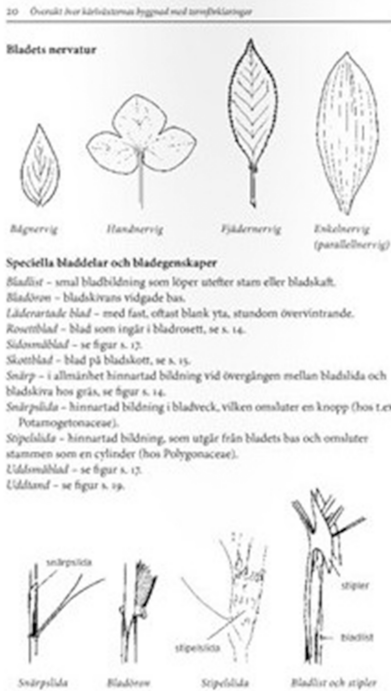 20 Översikt över kärlväxternas byggnad med termförklaringar
Bladets nervatur
Bågnervig Handnervig Fjädernervig Enkelnervig
(parallellnervig)
Speciella bladdelar och bladegenskaper
Bladlist – smal bladbildning som löper utefter stam eller bladskaft.
Bladöron – bladskivans vidgade bas.
Läderartade blad – med fast, oftast blank yta, stundom övervintrande.
Rosettblad – blad som ingår i bladrosett, se s. 14.
Sidosmåblad – se figur s. 17.
Skottblad – blad på bladskott, se s. 15.
Snärp – i allmänhet hinnartad bildning vid övergången mellan bladslida och
bladskiva hos gräs, se figur s. 14.
Snärpslida – hinnartad bildning i bladveck, vilken omsluter en knopp (hos t.ex
Potamogetonaceae).
Stipelslida – hinnartad bildning, som utgår från bladets bas och omsluter
stammen som en cylinder (hos Polygonaceae).
Uddsmåblad – se figur s. 17.
Uddtand – se figur s. 19.
snärpslida
stipler
bladlist
stipelslida
Snärpslida Bladöron Stipelslida Bladlist och stipler